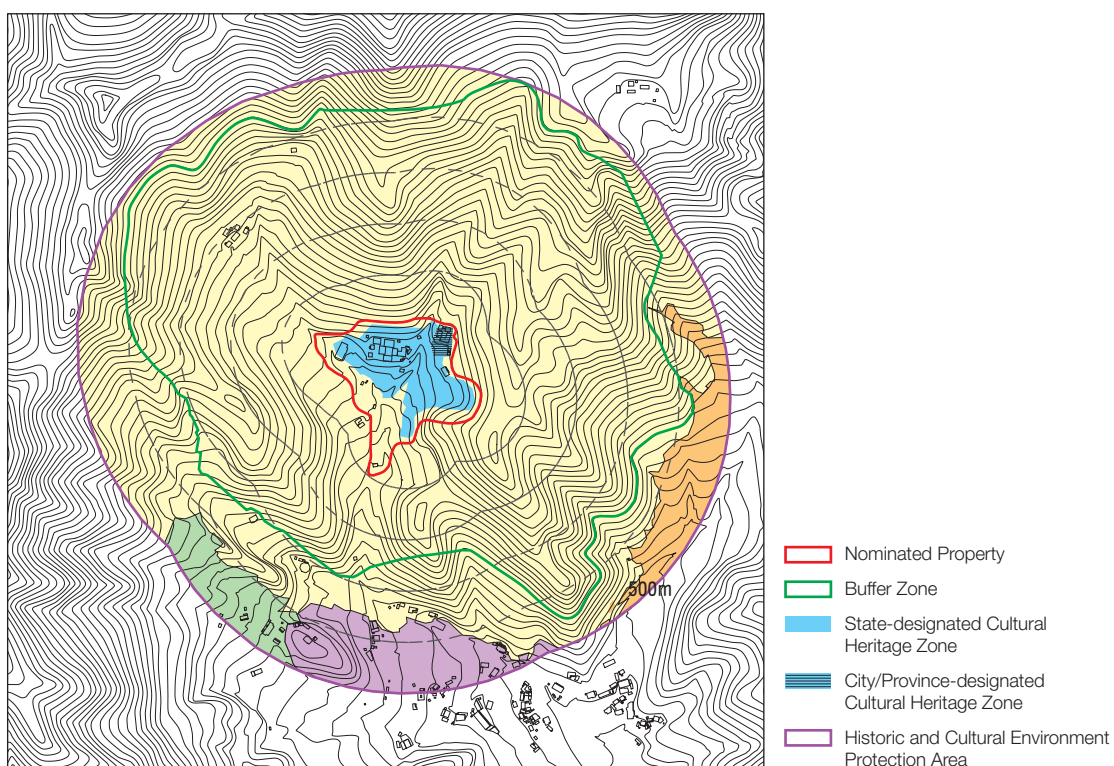 500m
Nominated Property
Buffer Zone
State-designated Cultural
Heritage Zone
City/Province-designated
Cultural Heritage Zone
Historic and Cultural Environment
Protection Area